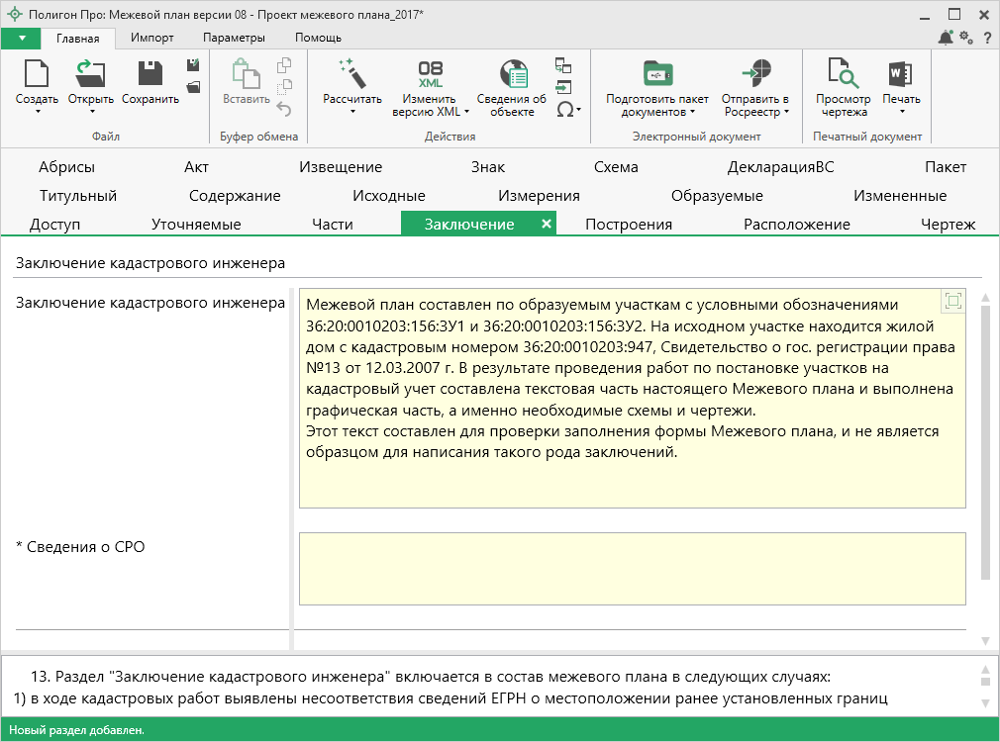 Полигон Про: Межевой план версии 08 - Проект межевого плана_2017*
Главная Импорт Параметры Помощь
?
08
XML
W
Создать Открыть Сохранить Вставить Рассчитать Изменить версию XML Сведения об объекте Подготовить пакет документов Отправить в Росреестр Просмотр чертежа Печать
Ω
Файл Буфер обмена Действия Электронный документ Печатный документ
Абрисы Акт Извещение Знак Схема ДекларацияВС Пакет
Титульный Содержание Исходные Измерения Образуемые Измененные
Доступ Уточняемые Части Заключение Построения Расположение Чертеж
Заключение кадастрового инженера
Заключение кадастрового инженера
Межевой план составлен по образуемым участкам с условными обозначениями
36:20:0010203:156:ЗУ1 и 36:20:0010203:156:ЗУ2. На исходном участке находится жилой
дом с кадастровым номером 36:20:0010203:947, Свидетельство о гос. регистрации права
№13 от 12.03.2007 г. В результате проведения работ по постановке участков на
кадастровый учет составлена текстовая часть настоящего Межевого плана и выполнена
графическая часть, а именно необходимые схемы и чертежи.
Этот текст составлен для проверки заполнения формы Межевого плана, и не является
образцом для написания такого рода заключений.
* Сведения о СРО
13. Раздел "Заключение кадастрового инженера" включается в состав межевого плана в следующих случаях:
1) в ходе кадастровых работ выявлены несоответствия сведений ЕГРН о местоположении ранее установленных границ
Новый раздел добавлен.